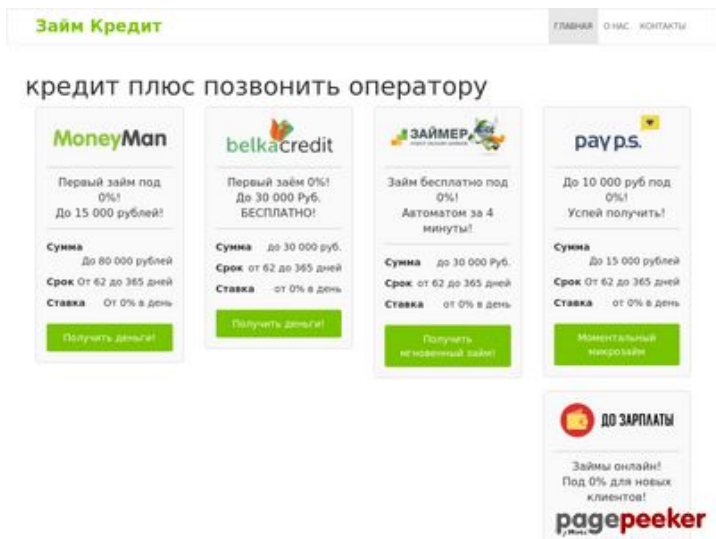 Займ Кредит
ГЛАВНАЯ О НАС. КОНТАКТЫ
кредит плюс позвонить оператору
MoneyMan
Первый займ под
0%!
До 15 000 рублей!
Сумма
До 80 000 рублей
Срок От 62 до 365 дней
Ставка От 0% в день
Получить деньги!
belkacredit
Первый заём 0%!
До 30 000 Руб.
БЕСПЛАТНО!
Сумма до 30 000 руб.
Срок от 62 до 365 дней
Ставка от 0% в день
Получить деньги!
ЗАЙМЕР
Займ бесплатно под
0%!
Автоматом за 4
минуты!
Сумма до 30 000 Руб.
Срок от 62 до 365 дней
Ставка от 0% в день
Получить
мгновенный займ!
pay p.s.
До 10 000 руб под
0%!
Успей получить!
Сумма
До 15 000 рублей
Срок От 62 до 365 дней
Ставка от 0% в день
Моментальный
микрозайм
ДО ЗАРПЛАТЫ
Займы онлайн!
Под 0% для новых
клиентов!
pagepeeker